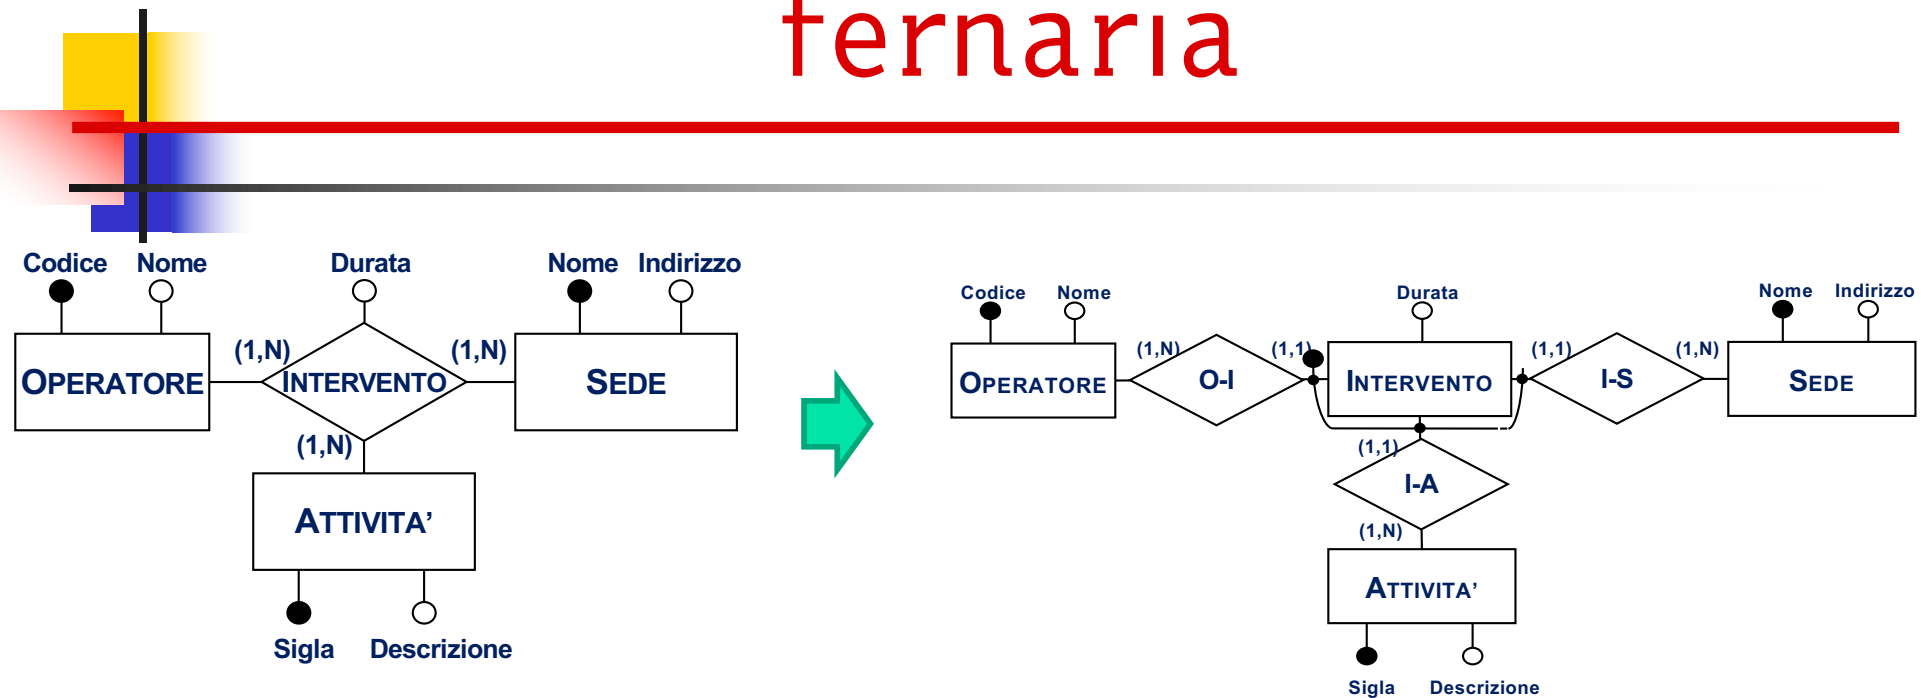 ternaria
Codice Nome Durata Nome Indirizzo
(1,N) (1,N)
OPERATORE INTERVENTO SEDE
(1,N)
ATTIVITA’
Sigla Descrizione
Codice Nome Durata Nome Indirizzo
(1,N) (1,1) (1,1) (1,N)
OPERATORE O-I INTERVENTO I-S SEDE
(1,1)
I-A
(1,N)
ATTIVITA’
Sigla Descrizione